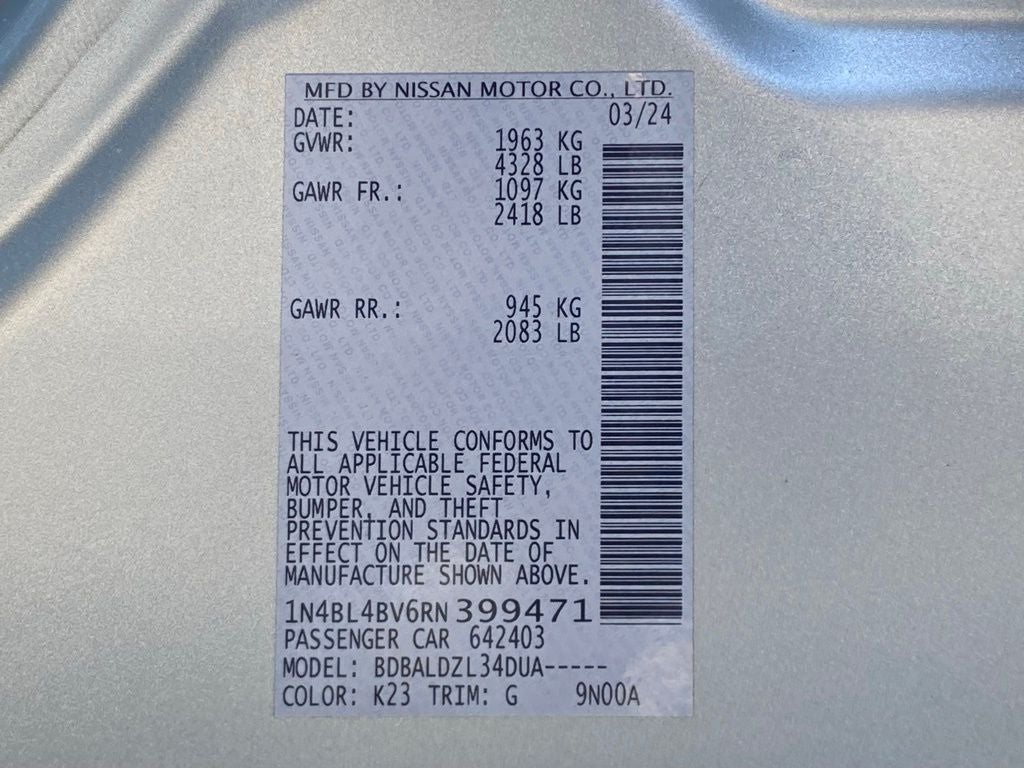 MFD BY NISSAN MOTOR CO., LTD.
DATE: 03/24
GVWR: 1963 KG
4328 LB
GAWR FR.: 1097 KG
2418 LB
GAWR RR.: 945 KG
2083 LB
THIS VEHICLE CONFORMS TO
ALL APPLICABLE FEDERAL
MOTOR VEHICLE SAFETY,
BUMPER, AND THEFT
PREVENTION STANDARDS IN
EFFECT ON THE DATE OF
MANUFACTURE SHOWN ABOVE.
1N4BL4BV6RN 399471
PASSENGER CAR 642403
MODEL: BDBALDZL34DUA-----
COLOR: K23 TRIM: G 9N00A